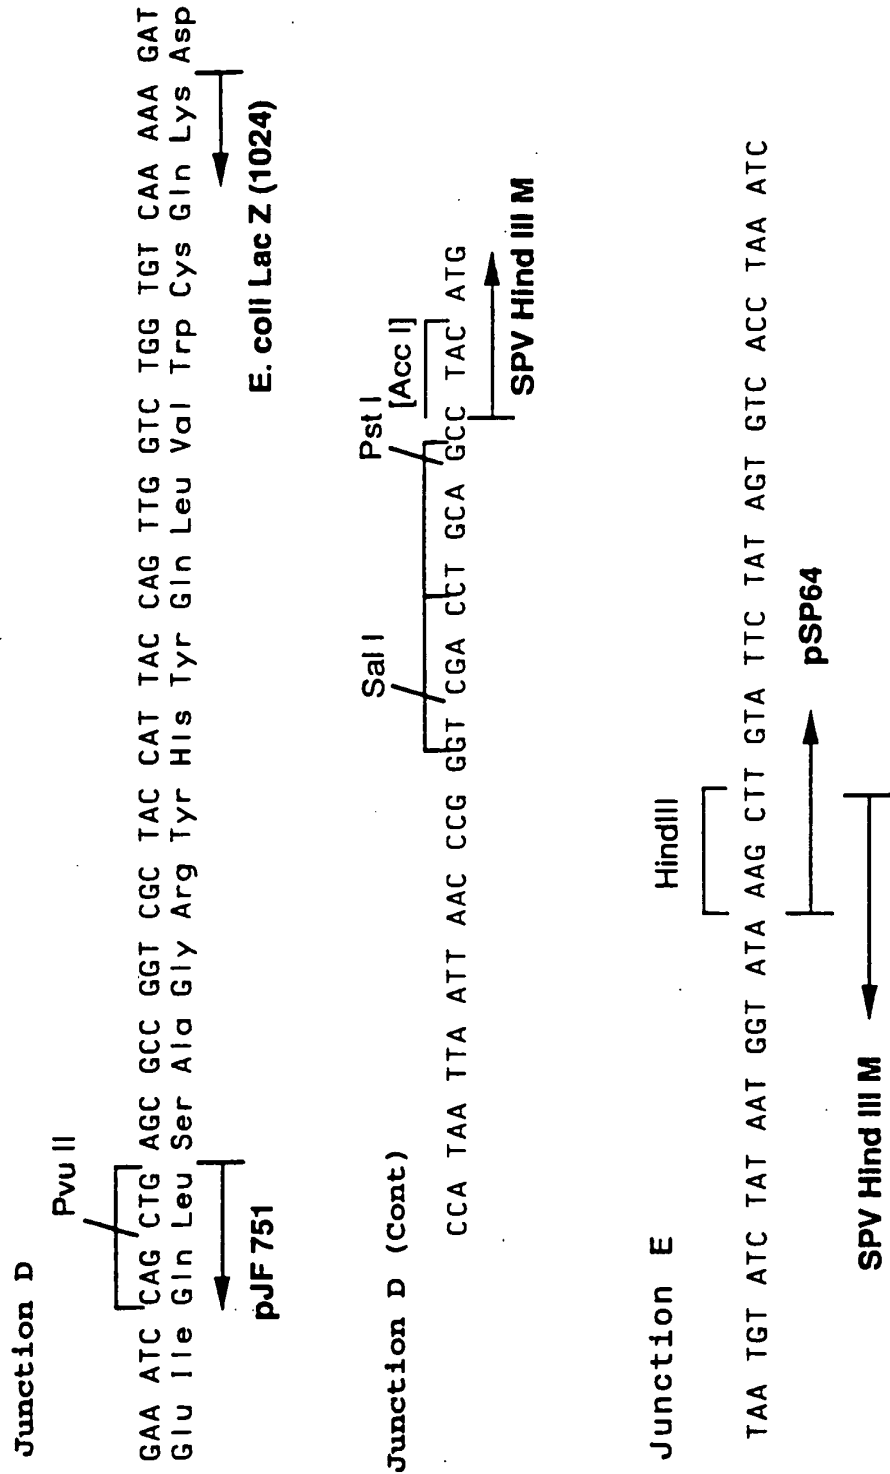 Junction D
Pvu II
GAA ATC CAG CTG AGC GCC GGT CGC TAC CAT TAC CAG TTG GTC TGG TGT CAA AAA GAT
Glu Ile Gln Leu Ser Ala Gly Arg Tyr His Tyr Gln Leu Val Trp Cys Gln Lys Asp
pJF 751
E. coli Lac Z (1024)
Junction D (Cont)
Sal I
Pst I
[Acc I]
CCA TAA TTA ATT AAC CCG GGT CGA CCT GCA GCC TAC ATG
SPV Hind III M
Junction E
HindIII
TAA TGT ATC TAT AAT GGT ATA AAG CTT GTA TTC TAT AGT GTC ACC TAA ATC
pSP64
SPV Hind III M